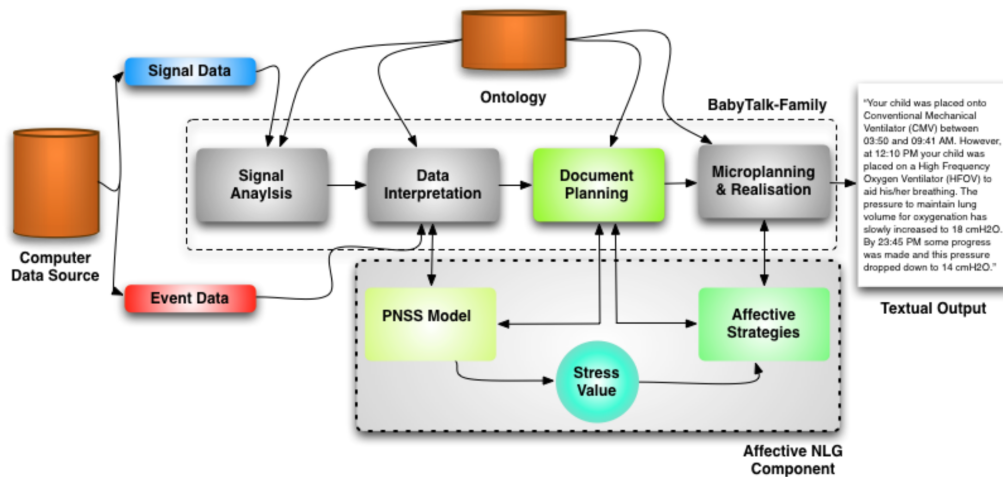 Signal Data
Ontology
BabyTalk-Family
Signal
Anaylsis
Data
Interpretation
Document
Planning
Microplanning
& Realisation
"Your child was placed onto
Conventional Mechanical
Ventilator (CMV) between
03:50 and 09:41 AM. However,
at 12:10 PM your child was
placed on a High Frequency
Oxygen Ventilator (HFOV) to
aid his/her breathing. The
pressure to maintain lung
volume for oxygenation has
slowly increased to 18 cmH2O.
By 23:45 PM some progress
was made and this pressure
dropped down to 14 cmH2O."
Textual Output
Computer
Data Source
Event Data
PNSS Model
Affective
Strategies
Stress
Value
Affective NLG
Component